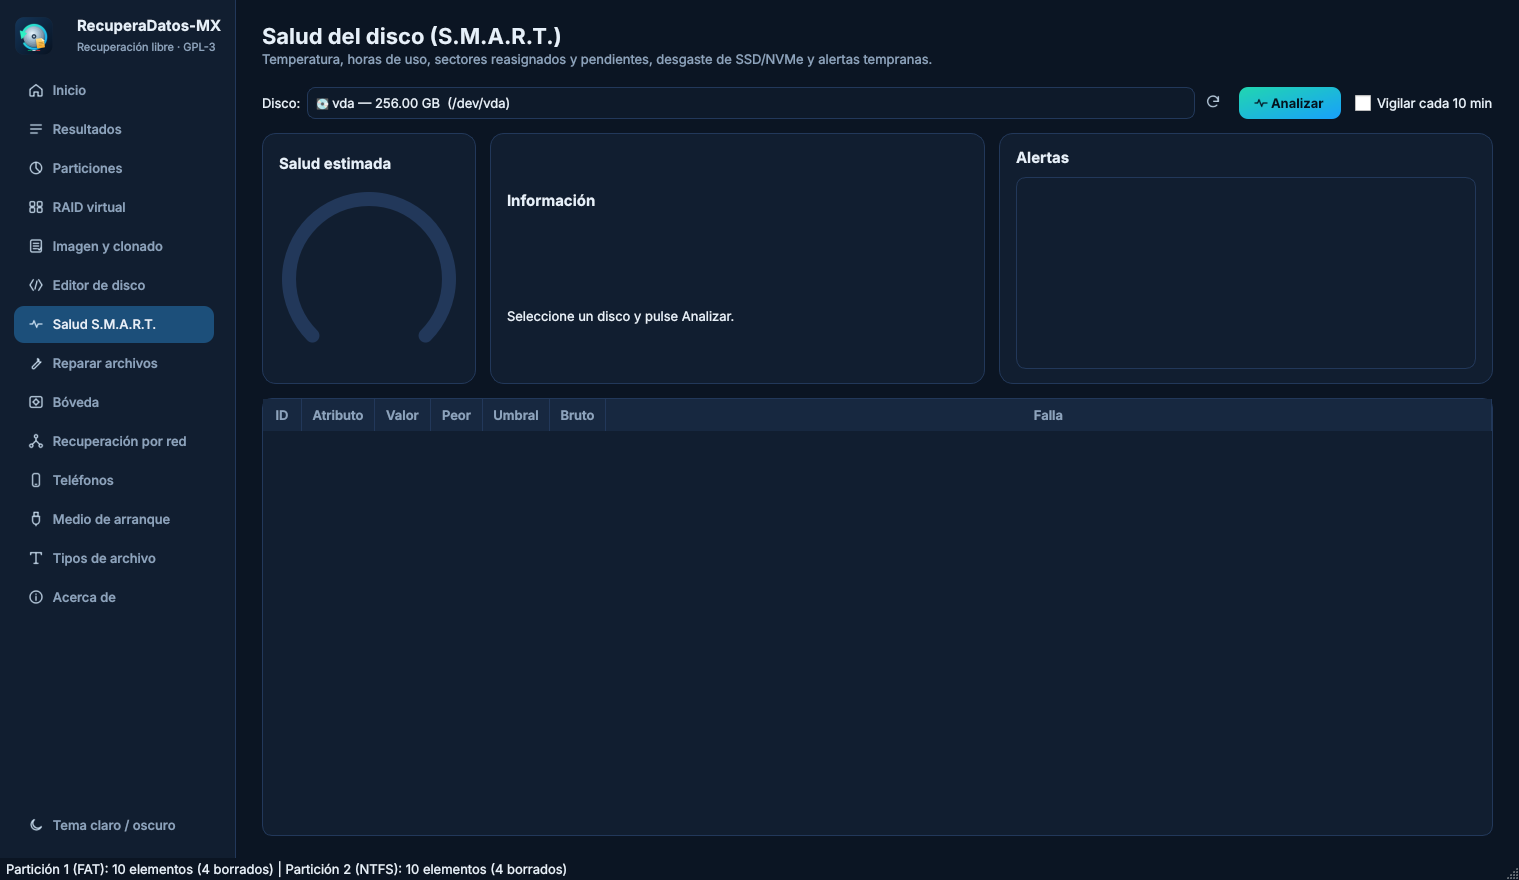 RecuperaDatos-MX
Recuperación libre · GPL-3
Inicio
Resultados
Particiones
RAID virtual
Imagen y clonado
Editor de disco
Salud S.M.A.R.T.
Reparar archivos
Bóveda
Recuperación por red
Teléfonos
Medio de arranque
Tipos de archivo
Acerca de
Tema claro / oscuro
Salud del disco (S.M.A.R.T.)
Temperatura, horas de uso, sectores reasignados y pendientes, desgaste de SSD/NVMe y alertas tempranas.
Disco: vda — 256.00 GB (/dev/vda) Analizar Vigilar cada 10 min
Salud estimada
Información
Seleccione un disco y pulse Analizar.
Alertas
ID Atributo Valor Peor Umbral Bruto Falla
Partición 1 (FAT): 10 elementos (4 borrados) | Partición 2 (NTFS): 10 elementos (4 borrados)